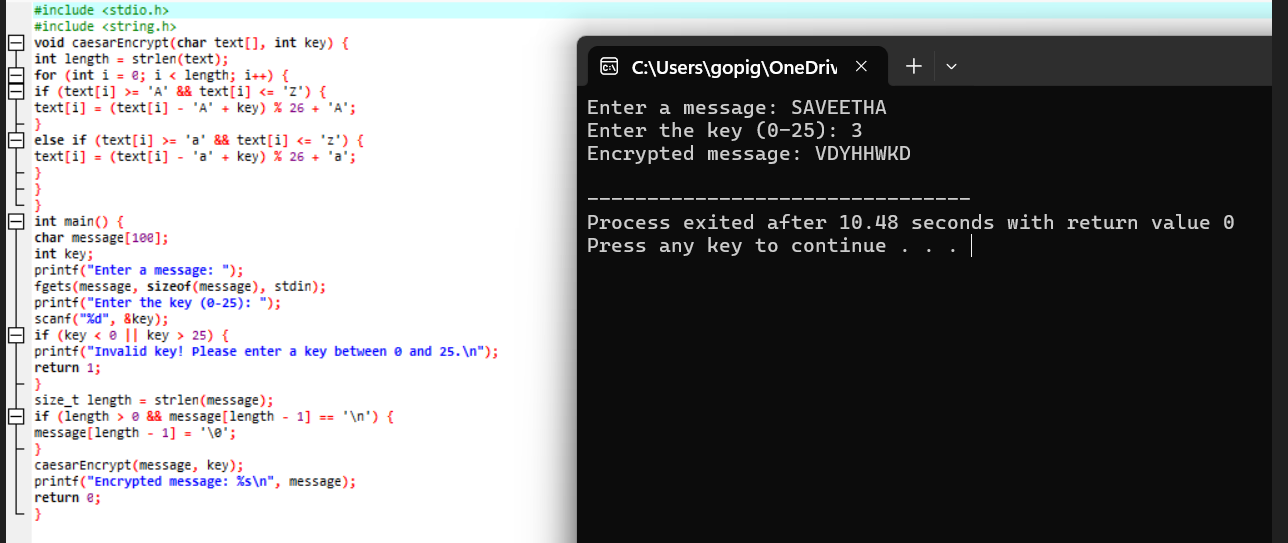 #include <stdio.h>
#include <string.h>
void caesarEncrypt(char text[], int key) {
int length = strlen(text);
for (int i = 0; i < length; i++) {
if (text[i] >= 'A' && text[i] <= 'Z') {
text[i] = (text[i] - 'A' + key) % 26 + 'A';
}
else if (text[i] >= 'a' && text[i] <= 'z') {
text[i] = (text[i] - 'a' + key) % 26 + 'a';
}
}
}
int main() {
char message[100];
int key;
printf("Enter a message: ");
fgets(message, sizeof(message), stdin);
printf("Enter the key (0-25): ");
scanf("%d", &key);
if (key < 0 || key > 25) {
printf("Invalid key! Please enter a key between 0 and 25.\n");
return 1;
}
size_t length = strlen(message);
if (length > 0 && message[length - 1] == '\n') {
message[length - 1] = '\0';
}
caesarEncrypt(message, key);
printf("Encrypted message: %s\n", message);
return 0;
}
C:\Users\gopig\OneDriv
Enter a message: SAVEETHA
Enter the key (0-25): 3
Encrypted message: VDYHHWKD
--------------------------------
Process exited after 10.48 seconds with return value 0
Press any key to continue . . .